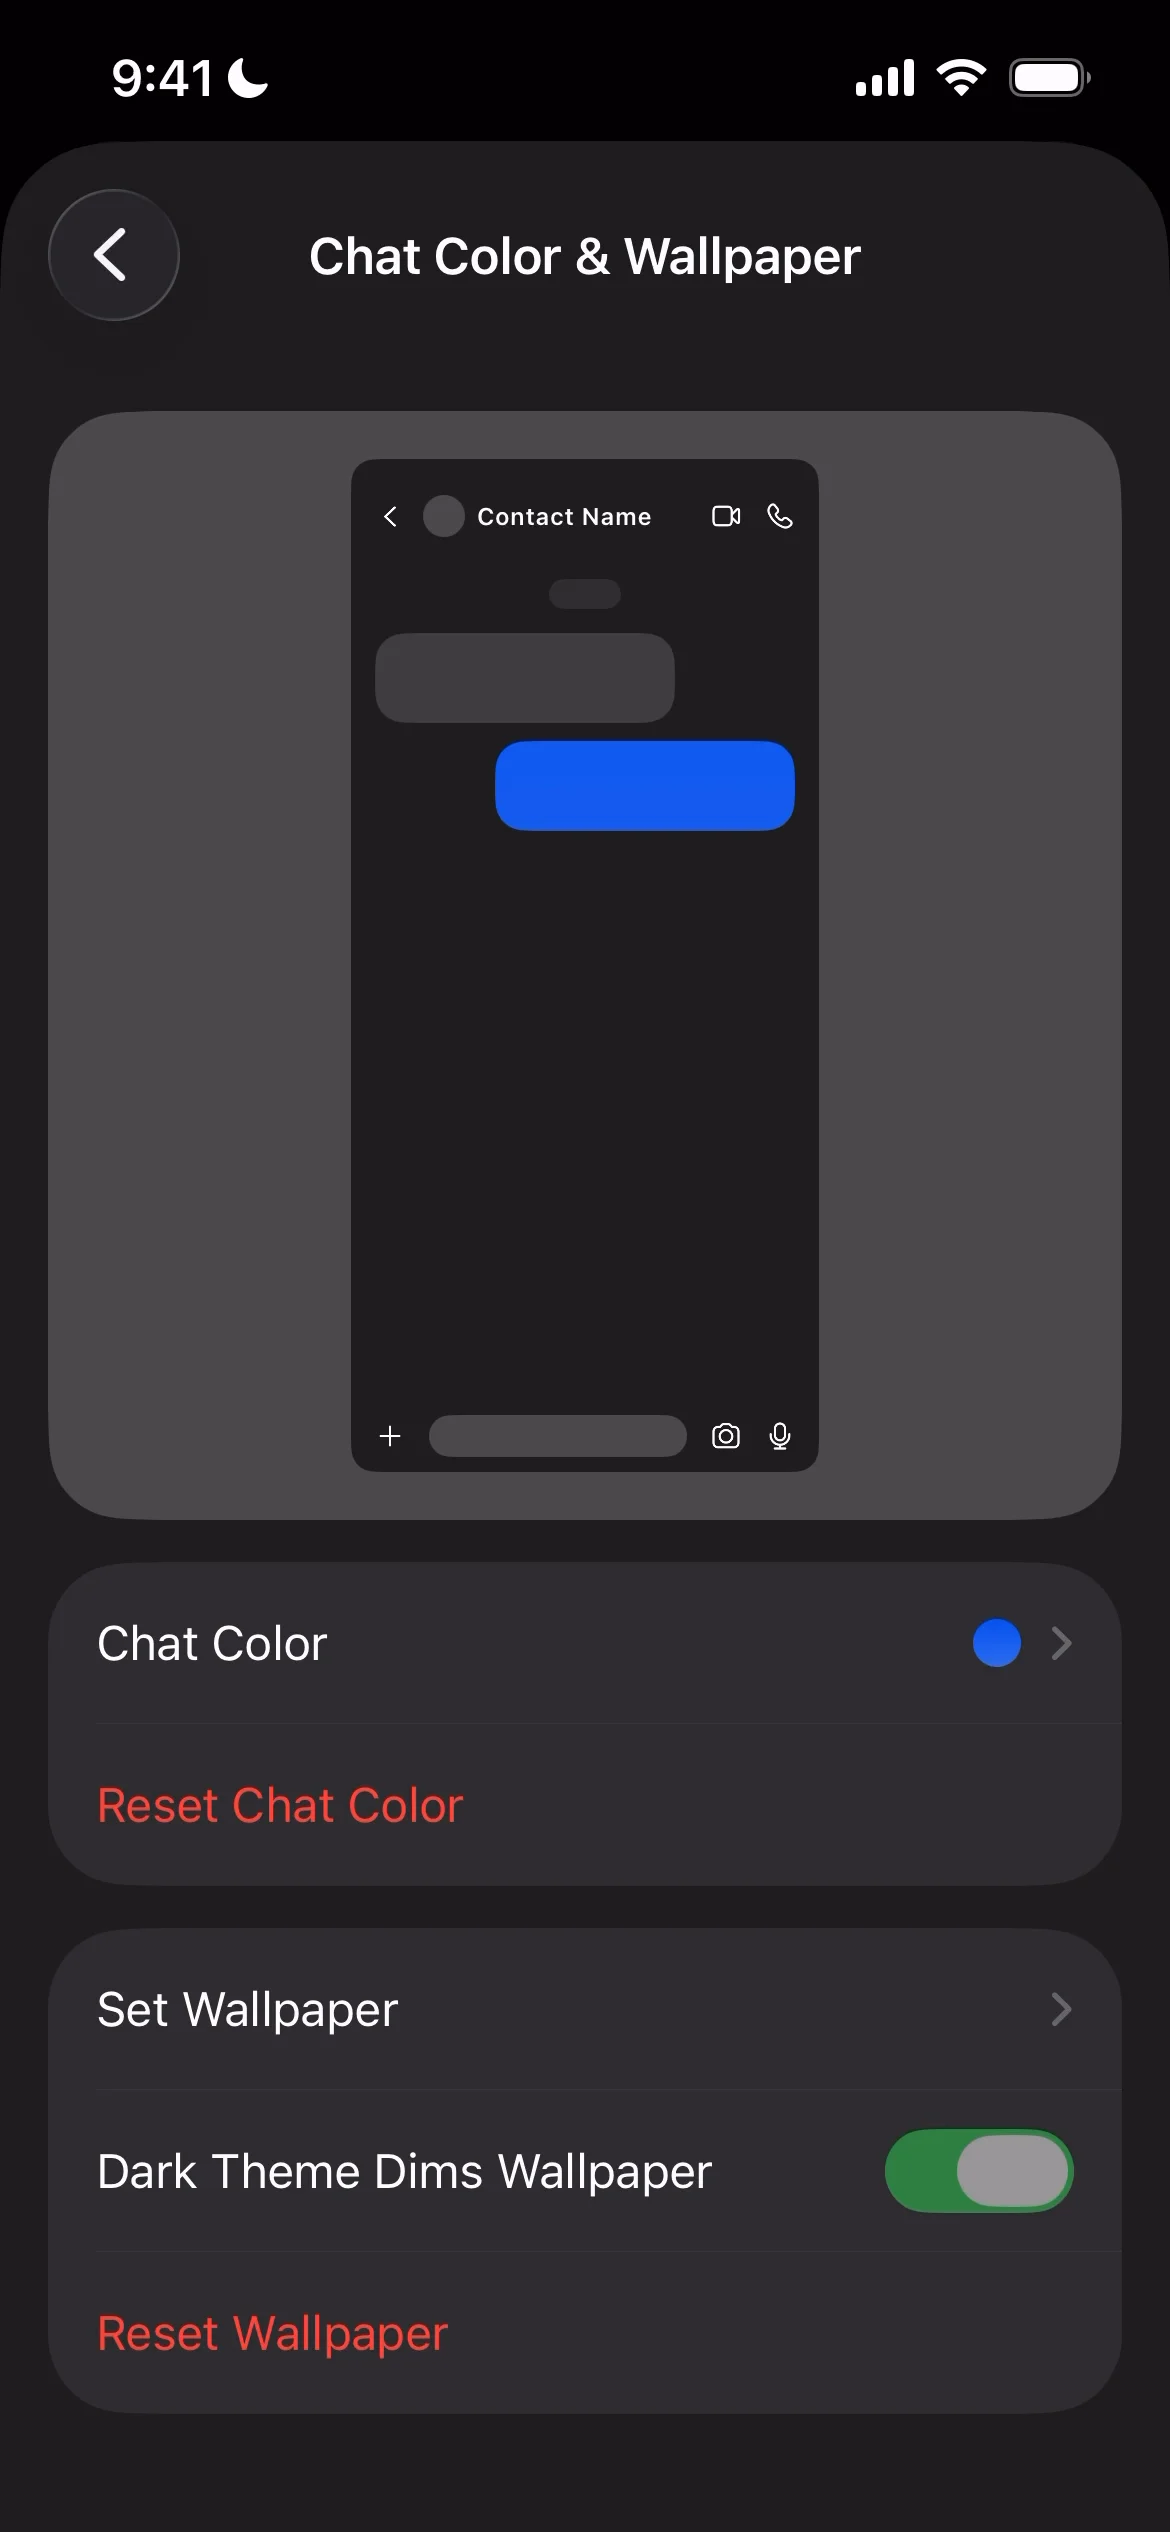 9:41
Chat Color & Wallpaper
Contact Name
Chat Color
Reset Chat Color
Set Wallpaper
Dark Theme Dims Wallpaper
Reset Wallpaper